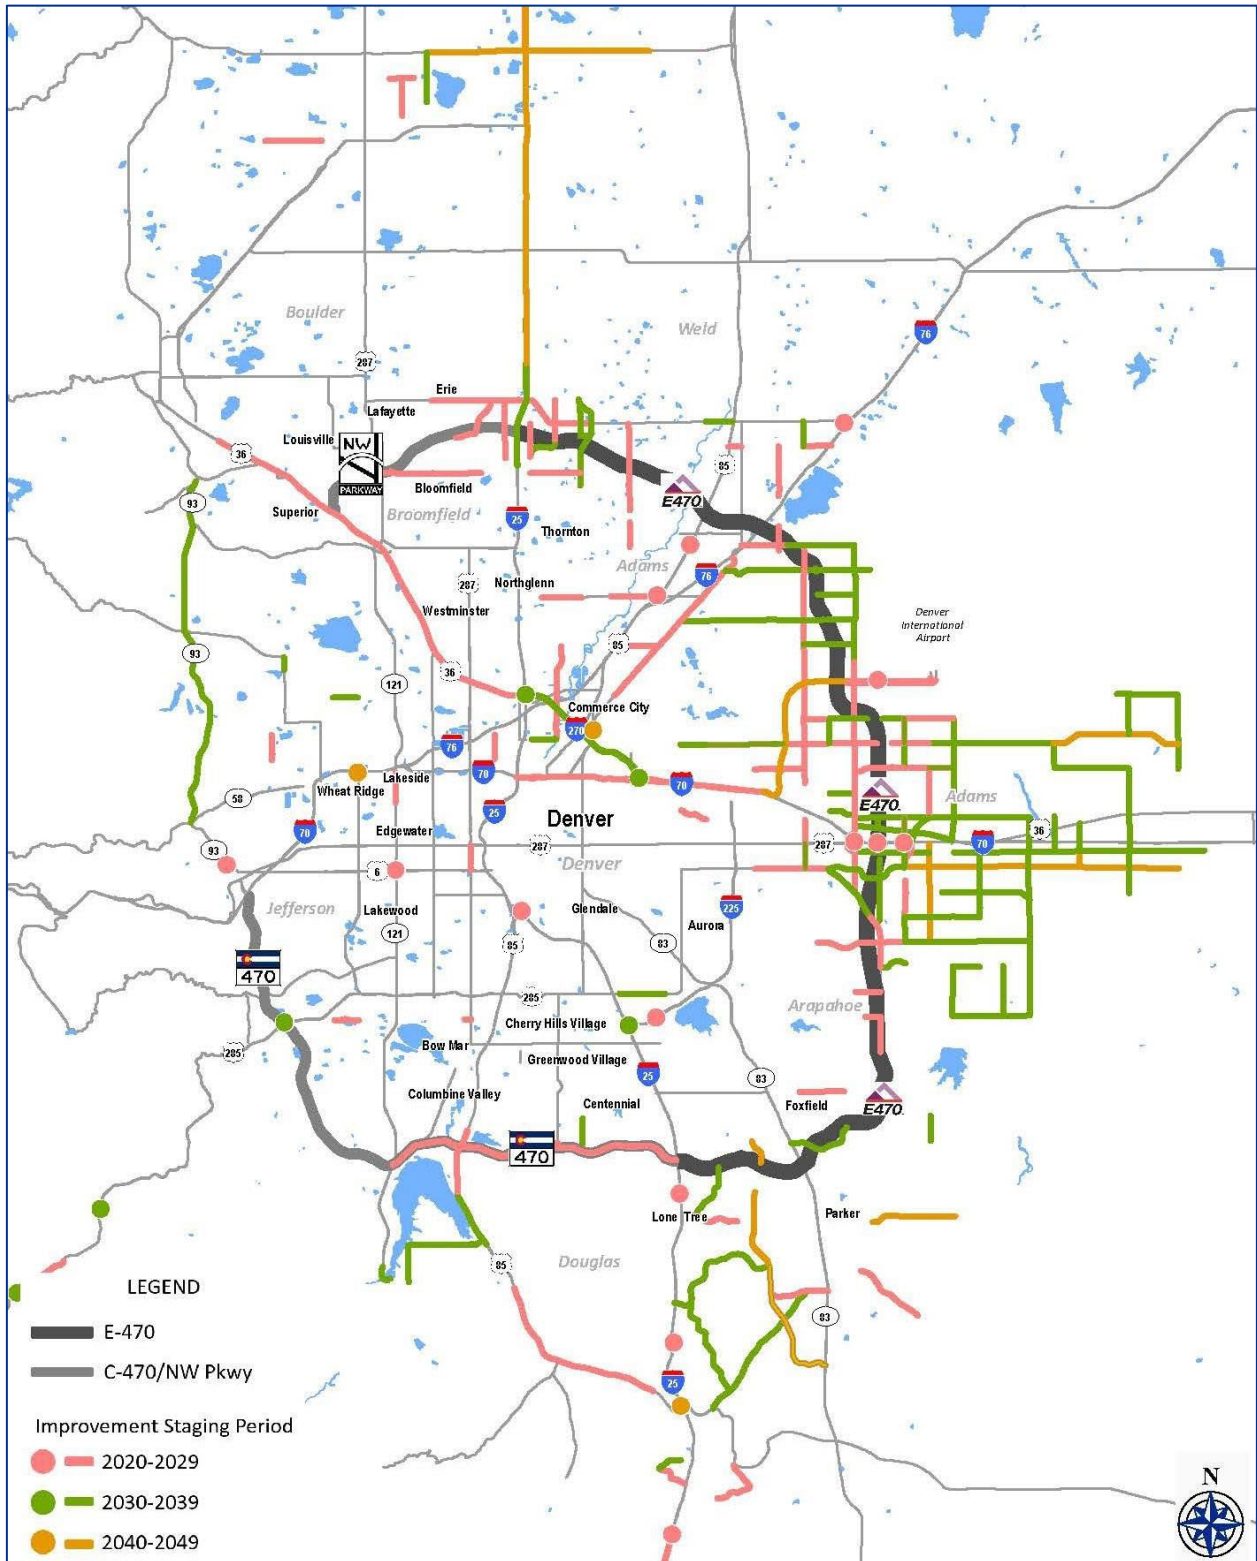 Boulder
Weld
76
287
Erie
Lafayette
Louisville
NW
PARKWAY
36
85
Bloomfield
E470
93
Superior
Broomfield
25
Thornton
Adams
76
287
Northglenn
Westminster
Denver
International
Airport
85
93
36
121
Commerce City
270
76
70
Lakeside
70
Wheat Ridge
58
E470
Adams
25
Denver
70
Edgewater
36
93
287
287
70
Denver
6
Jefferson
Lakewood
Glendale
225
Aurora
121
85
83
470
285
Arapahoe
Cherry Hills Village
285
Bow Mar
Greenwood Village
25
83
Columbine Valley
Centennial
Foxfield
E470
470
Lone Tree
Parker
Douglas
85
LEGEND
83
E-470
C-470/NW Pkwy
25
Improvement Staging Period
2020-2029
2030-2039
2040-2049
N